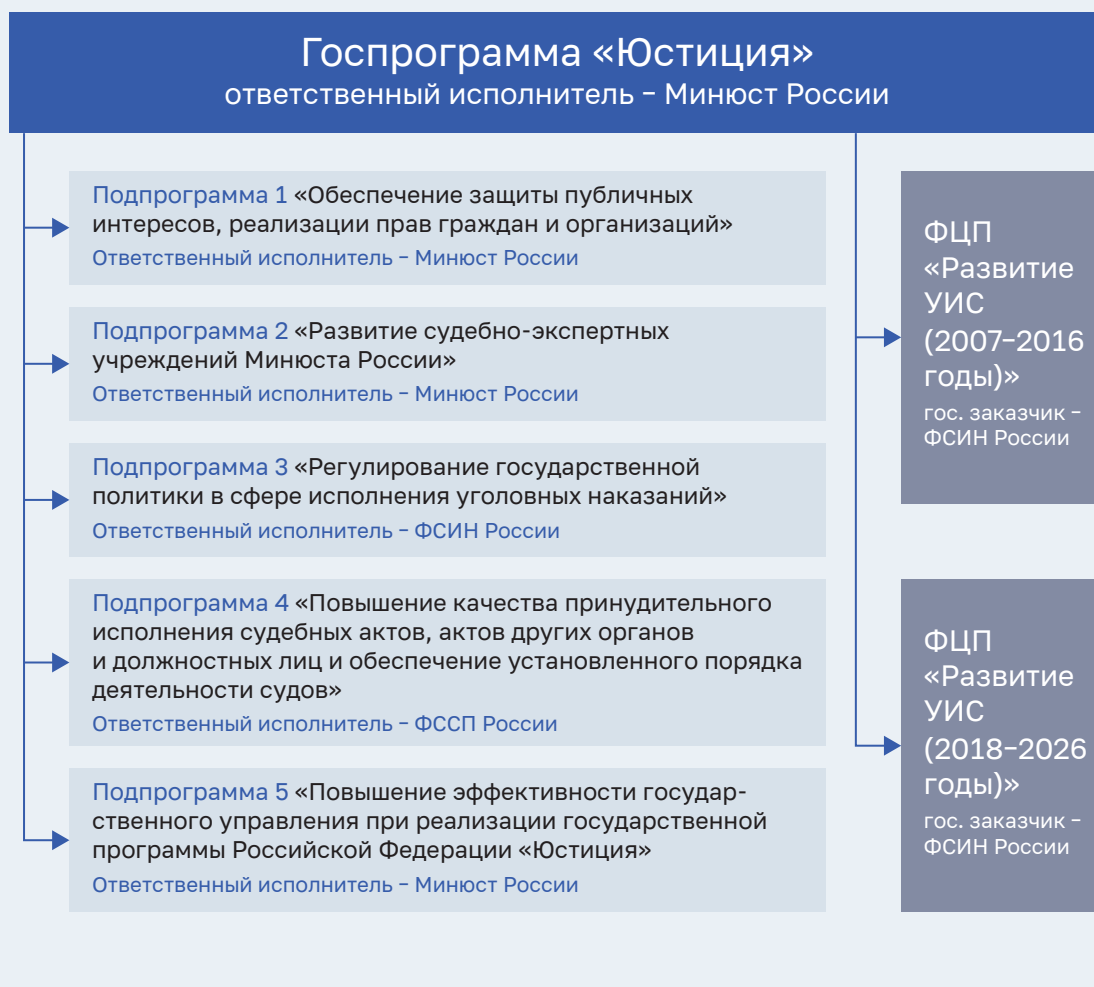 Госпрограмма «Юстиция»
ответственный исполнитель – Минюст России
Подпрограмма 1 «Обеспечение защиты публичных
интересов, реализации прав граждан и организаций»
Ответственный исполнитель – Минюст России
Подпрограмма 2 «Развитие судебно-экспертных
учреждений Минюста России»
Ответственный исполнитель – Минюст России
Подпрограмма 3 «Регулирование государственной
политики в сфере исполнения уголовных наказаний»
Ответственный исполнитель – ФСИН России
Подпрограмма 4 «Повышение качества принудительного
исполнения судебных актов, актов других органов
и должностных лиц и обеспечение установленного порядка
деятельности судов»
Ответственный исполнитель – ФССП России
Подпрограмма 5 «Повышение эффективности государ-
ственного управления при реализации государственной
программы Российской Федерации «Юстиция»
Ответственный исполнитель – Минюст России
ФЦП
«Развитие
УИС
(2007–2016
годы)»
гос. заказчик –
ФСИН России
ФЦП
«Развитие
УИС
(2018–2026
годы)»
гос. заказчик –
ФСИН России